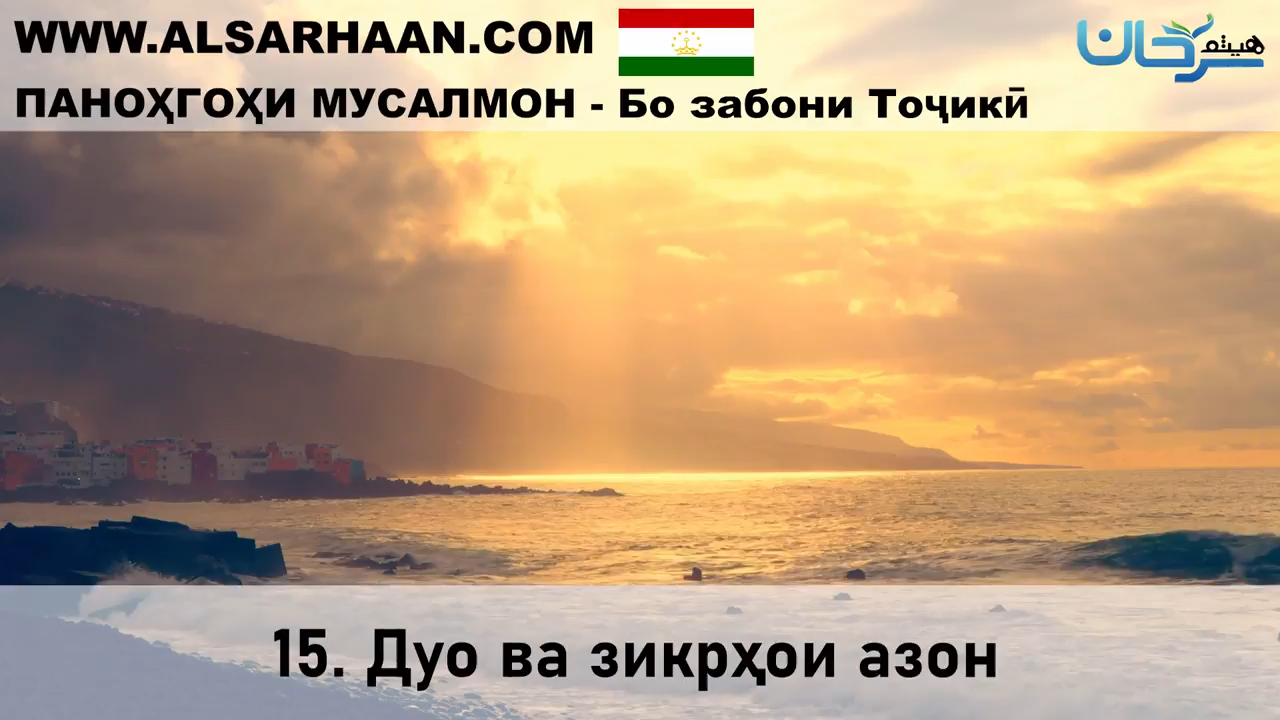 WWW.ALSARHAAN.COM
هيثم
سرحان
ПАНОҲГОҲИ МУСАЛМОН - Бо забони Тоҷикӣ
15. Дуо ва зикрҳои азон